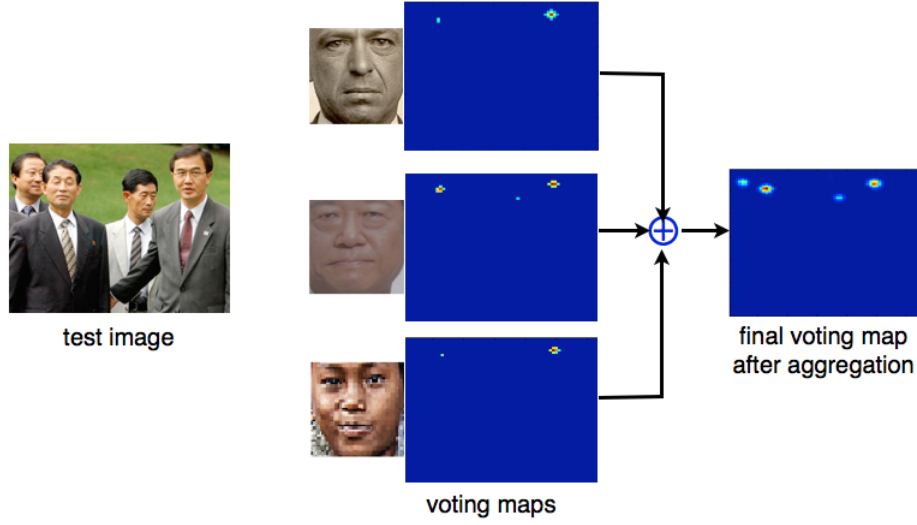 test image
voting maps
final voting map
after aggregation